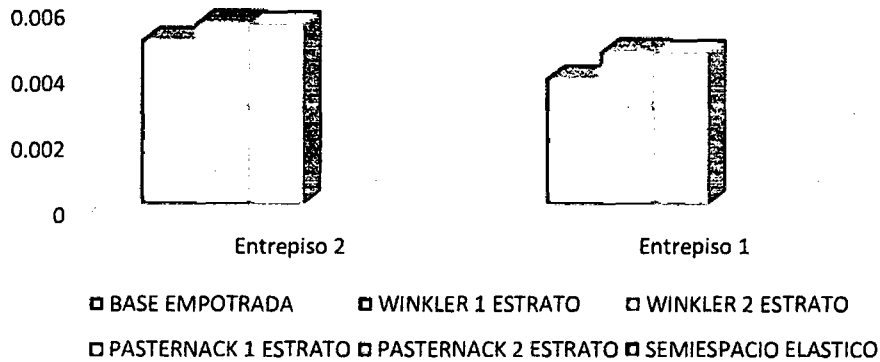 0.006
0.004
0.002
0
Entrepiso 2 Entrepiso 1
BASE EMPOTRADA WINKLER 1 ESTRATO WINKLER 2 ESTRATO
PASTERNACK 1 ESTRATO PASTERNACK 2 ESTRATO SEMIESPACIO ELASTICO